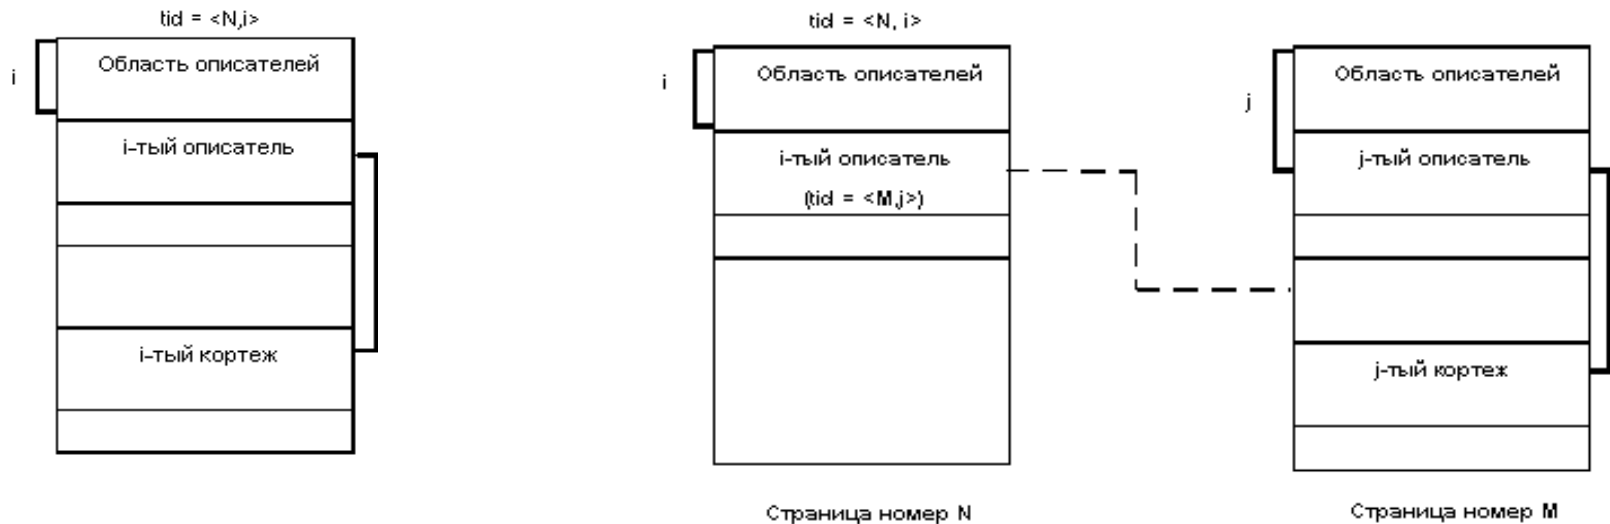 tid = <N,i>
i
Область описателей
i-тый описатель
i-тый кортеж
tid = <N, i>
i
Область описателей
i-тый описатель
(tid = <M,j>)
Страница номер N
j
Область описателей
j-тый описатель
j-тый кортеж
Страница номер M